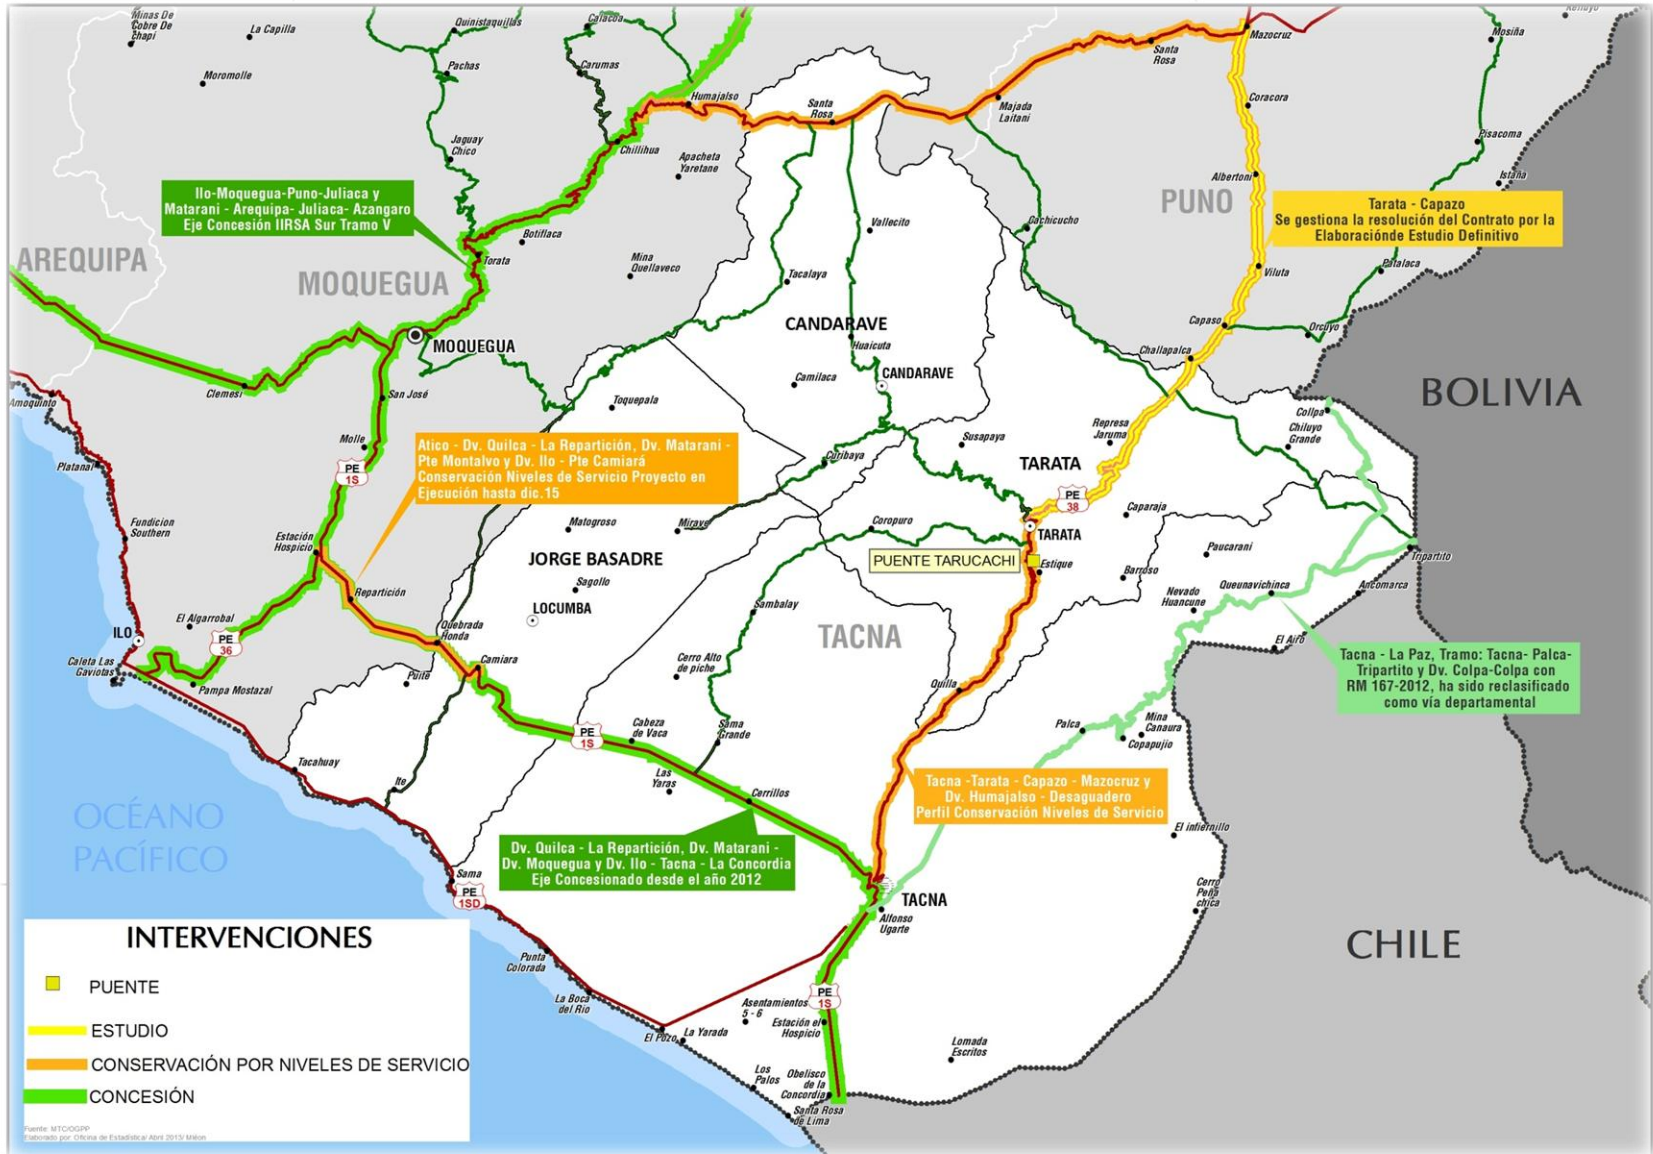 Minas De
Cobre De
chapi
La Capilla
Quinistaquillas
Calacoa
Mazocruz
Mosiña
Kelluyo
Moromolle
Pachas
Carumas
Santa
Rosa
Humajalso
Santa
Rosa
Majada
Laitani
Coracora
Jaguay
Chico
Chillihua
Apacheta
Yaretane
Pisacoma
Albertoni
Istaña
Ilo-Moquegua-Puno-Juliaca y
Matarani - Arequipa- Juliaca- Azangaro
Eje Concesión IIRSA Sur Tramo V
PUNO
Tarata - Capazo
Se gestiona la resolución del Contrato por la
Elaboraciónde Estudio Definitivo
Botiflaca
Vallecito
Cachicucho
AREQUIPA
MOQUEGUA
Torata
Mina
Quellaveco
Tacalaya
Viluta
Patalaca
CANDARAVE
Huaicuta
Capaso
Orcuyo
MOQUEGUA
Challapalca
Clemesi
San José
Camilaca
CANDARAVE
BOLIVIA
Amoquinto
Toquepala
Collpa
Chiluyo
Grande
Molle
PE
1S
Atico - Dv. Quilca - La Repartición, Dv. Matarani -
Pte Montalvo y Dv. Ilo - Pte Camiará
Conservación Niveles de Servicio Proyecto en
Ejecución hasta dic.15
Susapaya
Represa
Jaruma
Platanal
Curibaya
TARATA
PE
38
Fundicion
Southern
Matogroso
Mirave
Coropuro
Caparaja
TARATA
Estación
Hospicio
JORGE BASADRE
PUENTE TARUCACHI
Estique
Paucarani
Tripartito
Sagollo
Barroso
Repartición
LOCUMBA
Sambalay
Nevado
Huancune
Queunavichinca
Ancomarca
El Algarrobal
ILO
PE
36
Quebrada
Honda
TACNA
El Airo
Caleta Las
Gaviotas
Camiara
Cerro Alto
de piche
Tacna - La Paz, Tramo: Tacna- Palca-
Tripartito y Dv. Colpa-Colpa con
RM 167-2012, ha sido reclasificado
como vía departamental
Pampa Mostazal
Puite
Quilla
PE
1S
Cabeza
de Vaca
Sama
Grande
Palca
Mina
Canaura
Copapujio
Tacahuay
Ite
Las
Yaras
Tacna -Tarata - Capazo - Mazocruz y
Dv. Humajalso - Desaguadero
Perfil Conservación Niveles de Servicio
Cerrillos
OCÉANO
PACÍFICO
El infiernillo
Dv. Quilca - La Repartición, Dv. Matarani -
Dv. Moquegua y Dv. Ilo - Tacna - La Concordia
Eje Concesionado desde el año 2012
Sama
PE
1SD
TACNA
Alfonso
Ugarte
Cerro
Peña
chica
CHILE
INTERVENCIONES
PUENTE
ESTUDIO
CONSERVACIÓN POR NIVELES DE SERVICIO
CONCESIÓN
Punta
Colorada
La Boca
del Rio
PE
1S
Asentamientos
5 - 6
Estación el
Hospicio
El Pozo
La Yarada
Lomada
Escritos
Los
Palos
Obelisco
de la
Concordia
Santa Rosa
de Lima
Fuente: MTC/OGPP
Elaborado por: Oficina de Estadística/ Abril 2013/